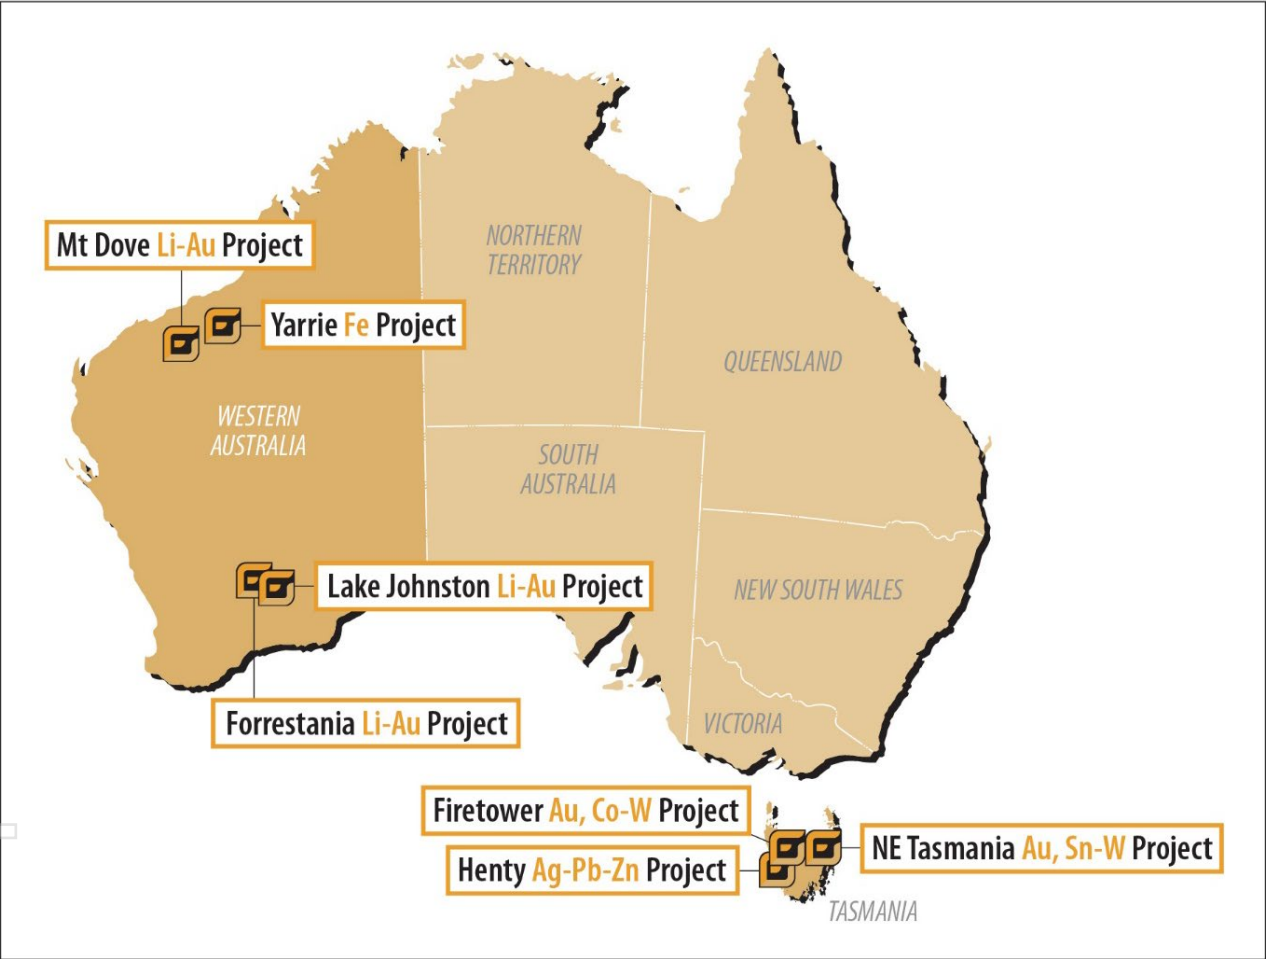 Mt Dove Li-Au Project
Yarrie Fe Project
NORTHERN
TERRITORY
QUEENSLAND
WESTERN
AUSTRALIA
SOUTH
AUSTRALIA
Lake Johnston Li-Au Project
NEW SOUTH WALES
Forrestania Li-Au Project
VICTORIA
Firetower Au, Co-W Project
NE Tasmania Au, Sn-W Project
Henty Ag-Pb-Zn Project
TASMANIA